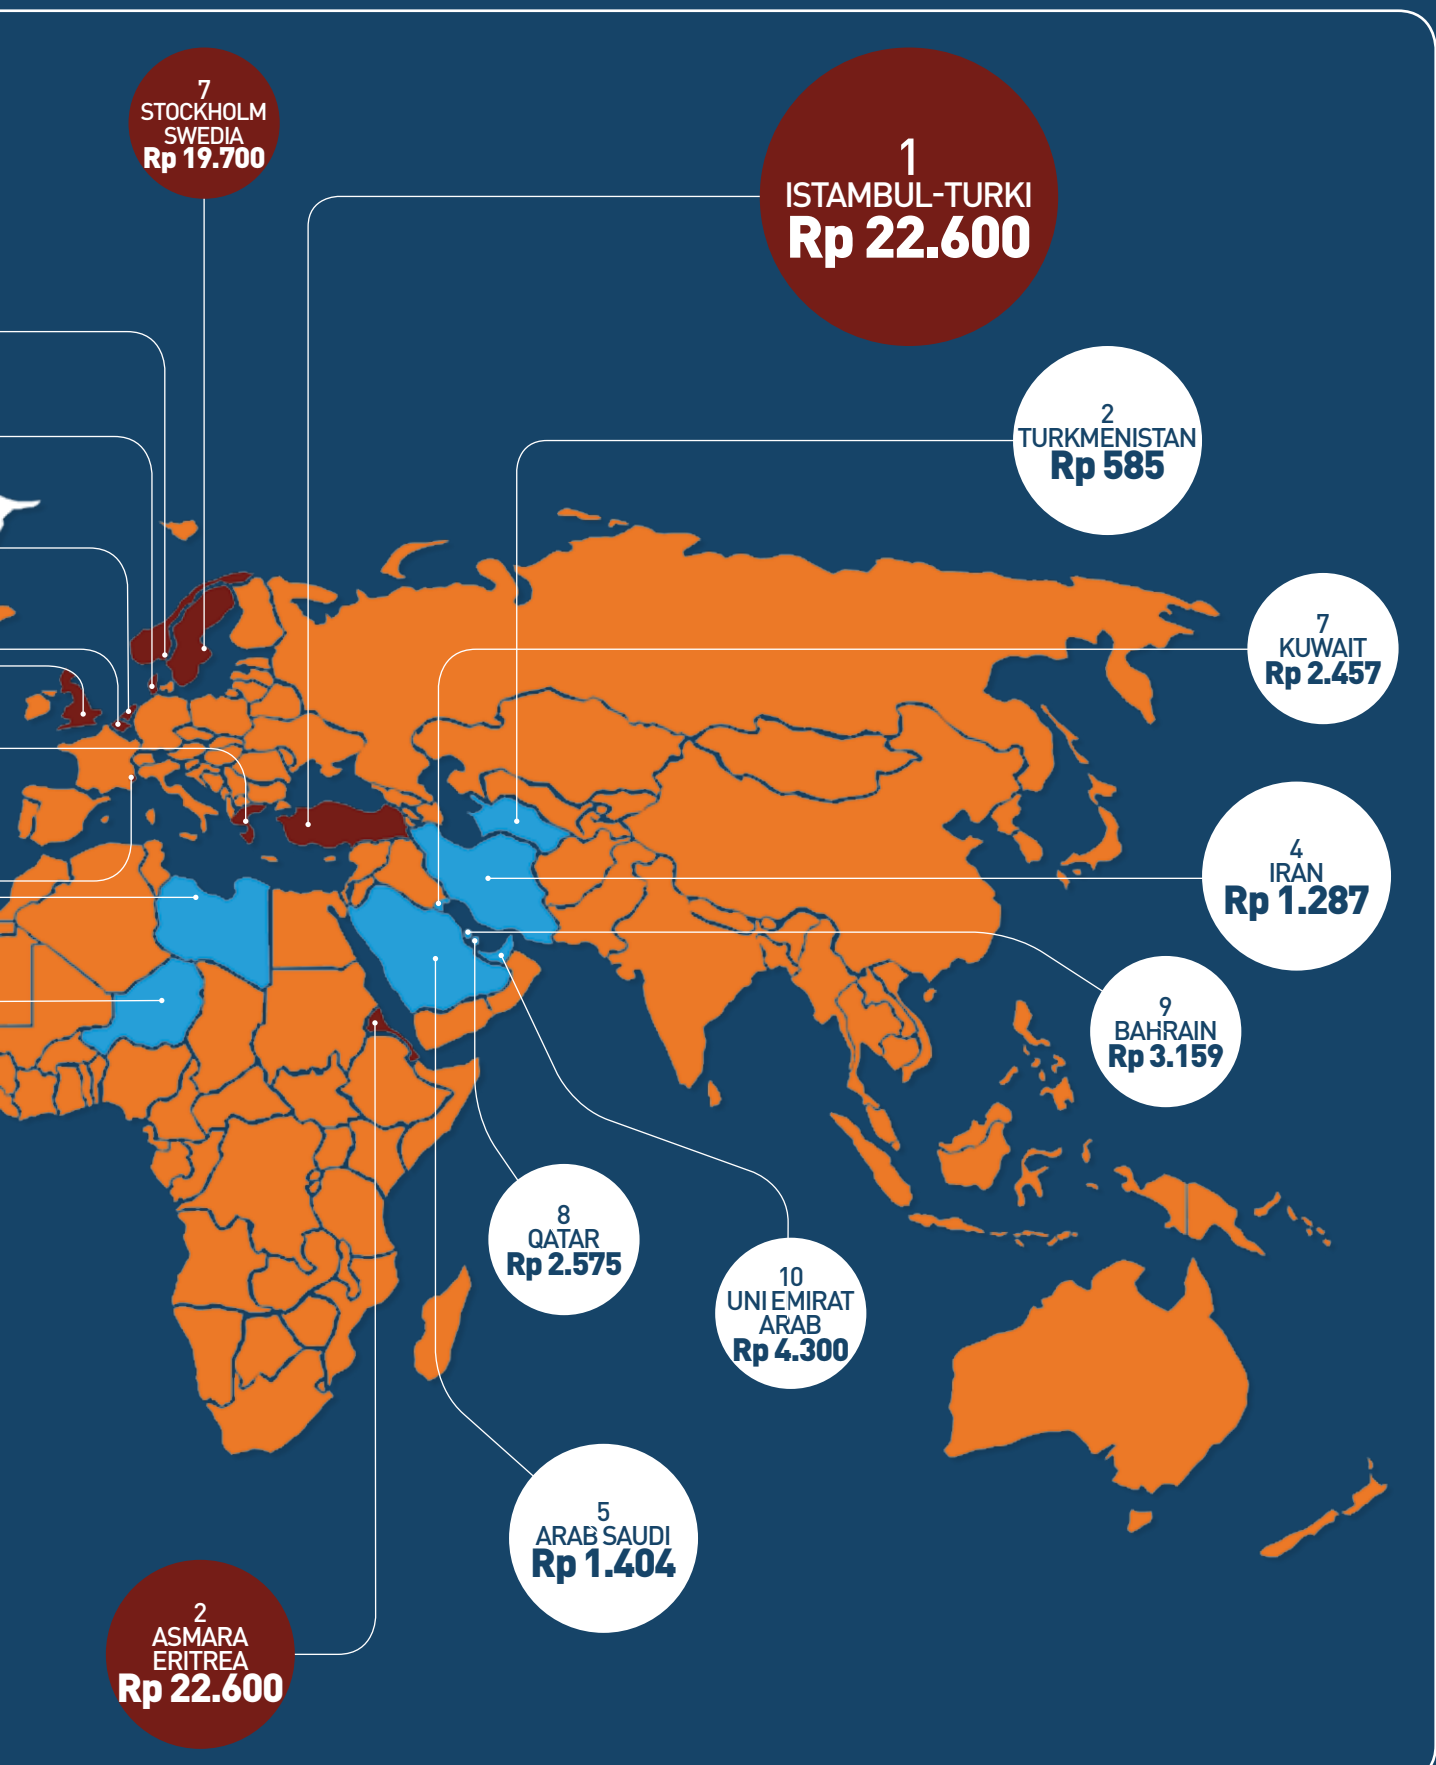 7
STOCKHOLM
SWEDIA
Rp 19.700
1
ISTAMBUL-TURKI
Rp 22.600
2
TURKMENISTAN
Rp 585
7
KUWAIT
Rp 2.457
4
IRAN
Rp 1.287
9
BAHRAIN
Rp 3.159
8
QATAR
Rp 2.575
10
UNI EMIRAT
ARAB
Rp 4.300
5
ARAB SAUDI
Rp 1.404
2
ASMARA
ERITREA
Rp 22.600